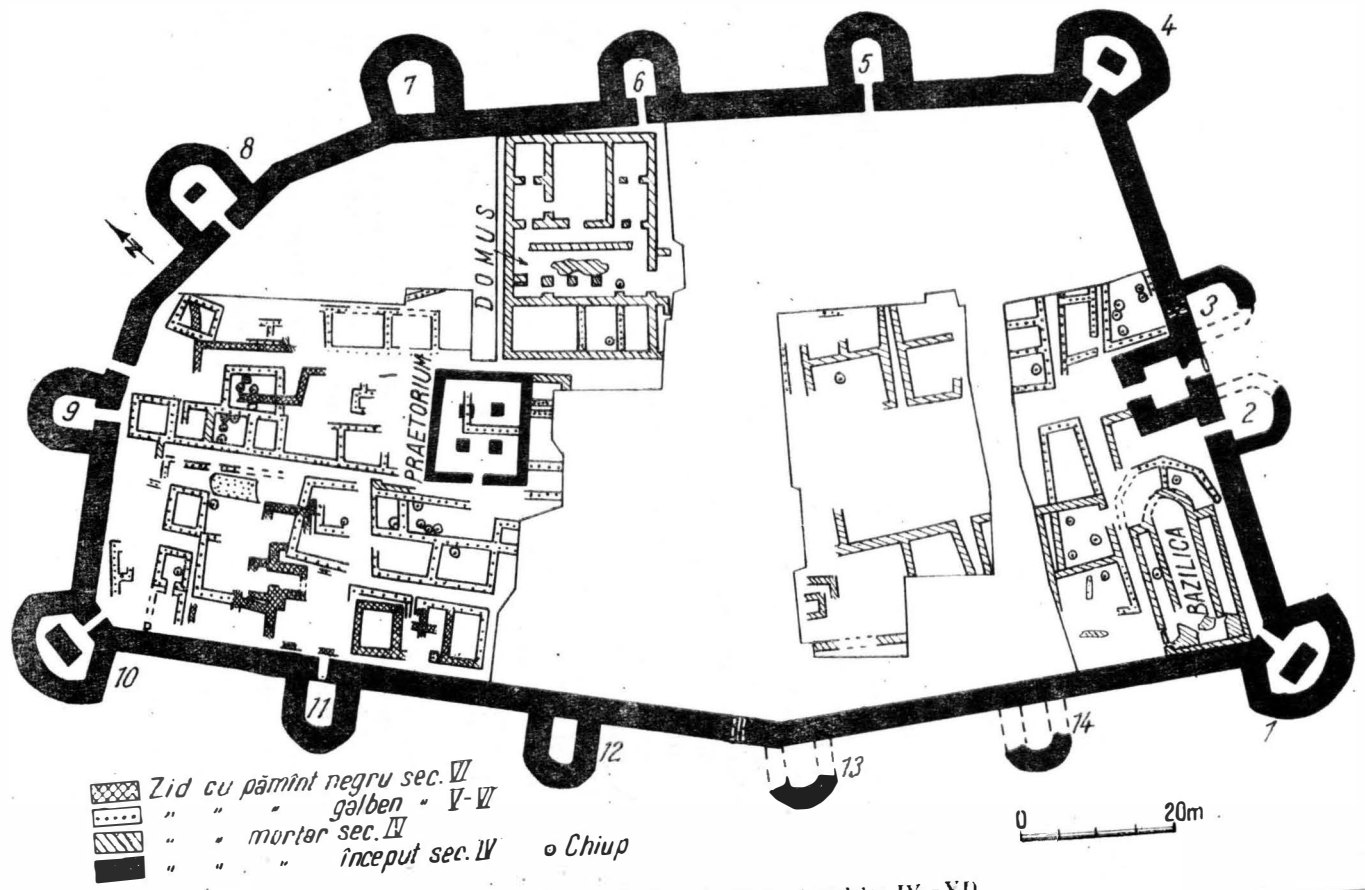 4
5
6
7
8
N
3
DOMUS
PRAETORIUM
9
2
BAZILICA
10
11
12
13
14
1
Zid cu pămînt negru sec. VI
" " " galben " V-VI
" " mortar sec. IV
" " " început sec. IV
Chiup
0 20m